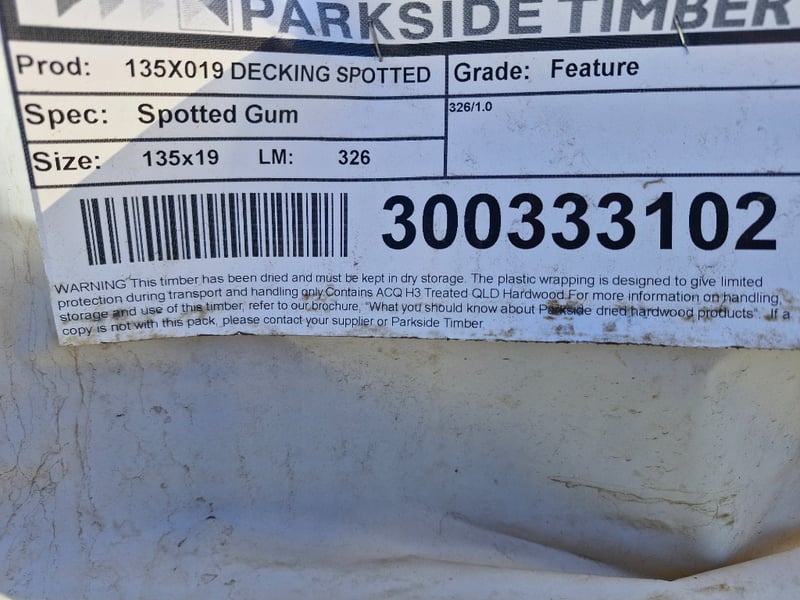 PARKSIDE TIMBER
Prod: 135X019 DECKING SPOTTED
Grade: Feature
Spec: Spotted Gum
326/1.0
Size: 135x19 LM: 326
300333102
WARNING This timber has been dried and must be kept in dry storage. The plastic wrapping is designed to give limited
protection during transport and handling only.Contains ACQ H3 Treated QLD Hardwood.For more information on handling,
storage and use of this timber, refer to our brochure, "What you should know about Parkside dried hardwood products". If a
copy is not with this pack, please contact your supplier or Parkside Timber.